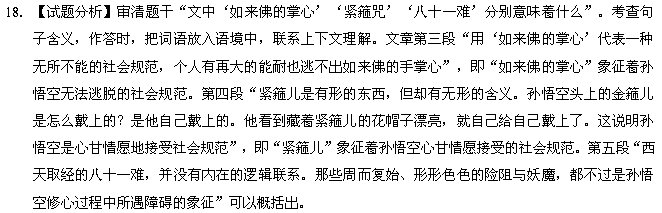 18. 【试题分析】审清题干“文中‘如来佛的掌心’‘紧箍咒’‘八十一难’分别意味着什么”。考查句
子含义，作答时，把词语放入语境中，联系上下文理解。文章第三段“用‘如来佛的掌心’代表一种
无所不能的社会规范，个人有再大的能耐也逃不出如来佛的手掌心”，即“如来佛的掌心”象征着孙
悟空无法逃脱的社会规范。第四段“紧箍儿是有形的东西，但却有无形的含义。孙悟空头上的金箍儿
是怎么戴上的？是他自己戴上的。他看到藏着紧箍儿的花帽子漂亮，就自己给自己戴上了。这说明孙
悟空是心甘情愿地接受社会规范”，即“紧箍儿”象征着孙悟空心甘情愿接受的社会规范。第五段“西
天取经的八十一难，并没有内在的逻辑联系。那些周而复始、形形色色的险阻与妖魔，都不过是孙悟
空修心过程中所遇障碍的象征”可以概括出。